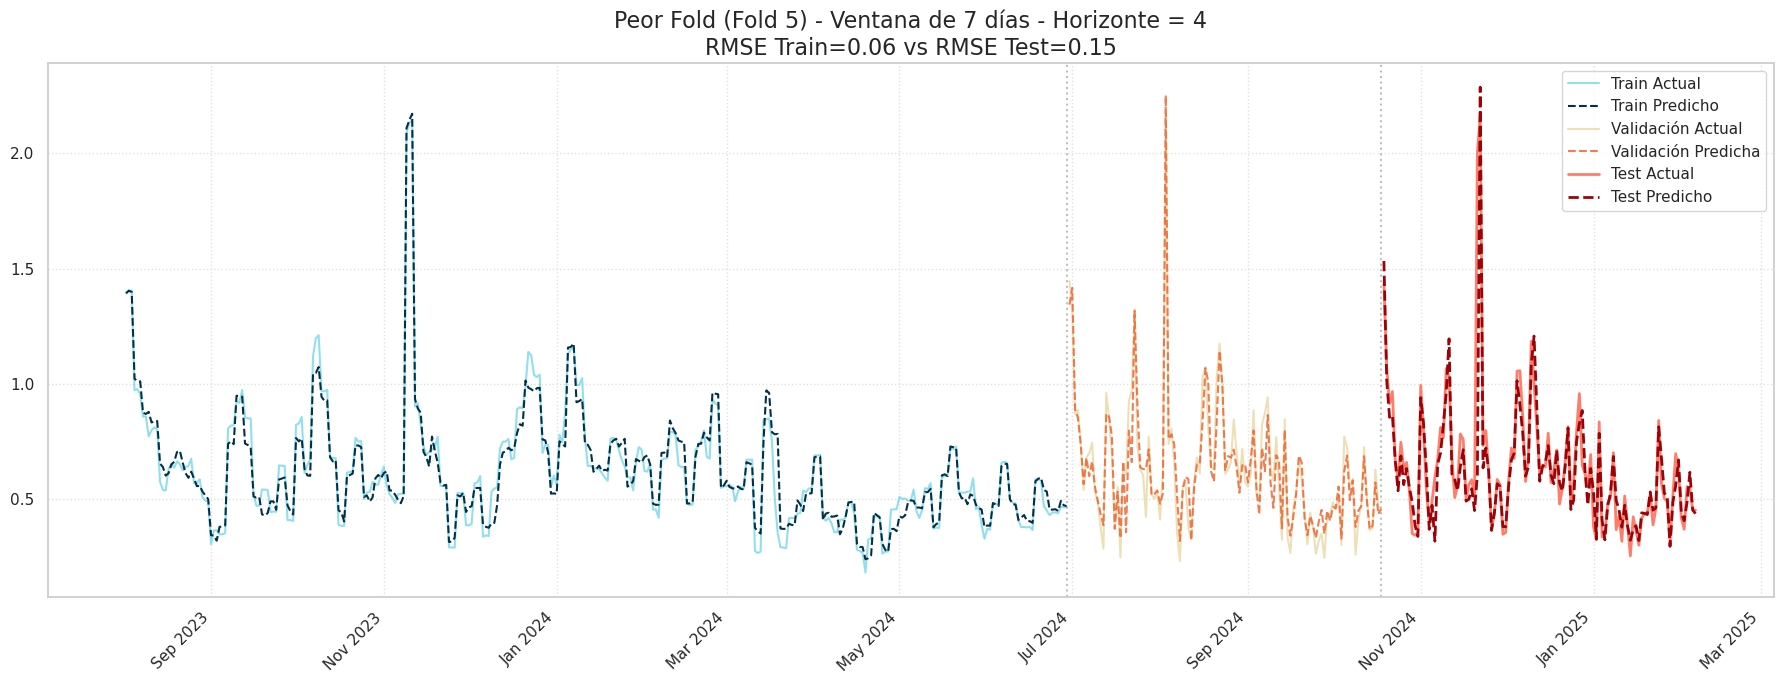 Peor Fold (Fold 5) - Ventana de 7 días - Horizonte = 4
RMSE Train=0.06 vs RMSE Test=0.15
Train Actual
Train Predicho
Validación Actual
Validación Predicha
Test Actual
Test Predicho
2.0
1.5
1.0
0.5
Sep 2023
Nov 2023
Jan 2024
Mar 2024
May 2024
Jul 2024
Sep 2024
Nov 2024
Jan 2025
Mar 2025